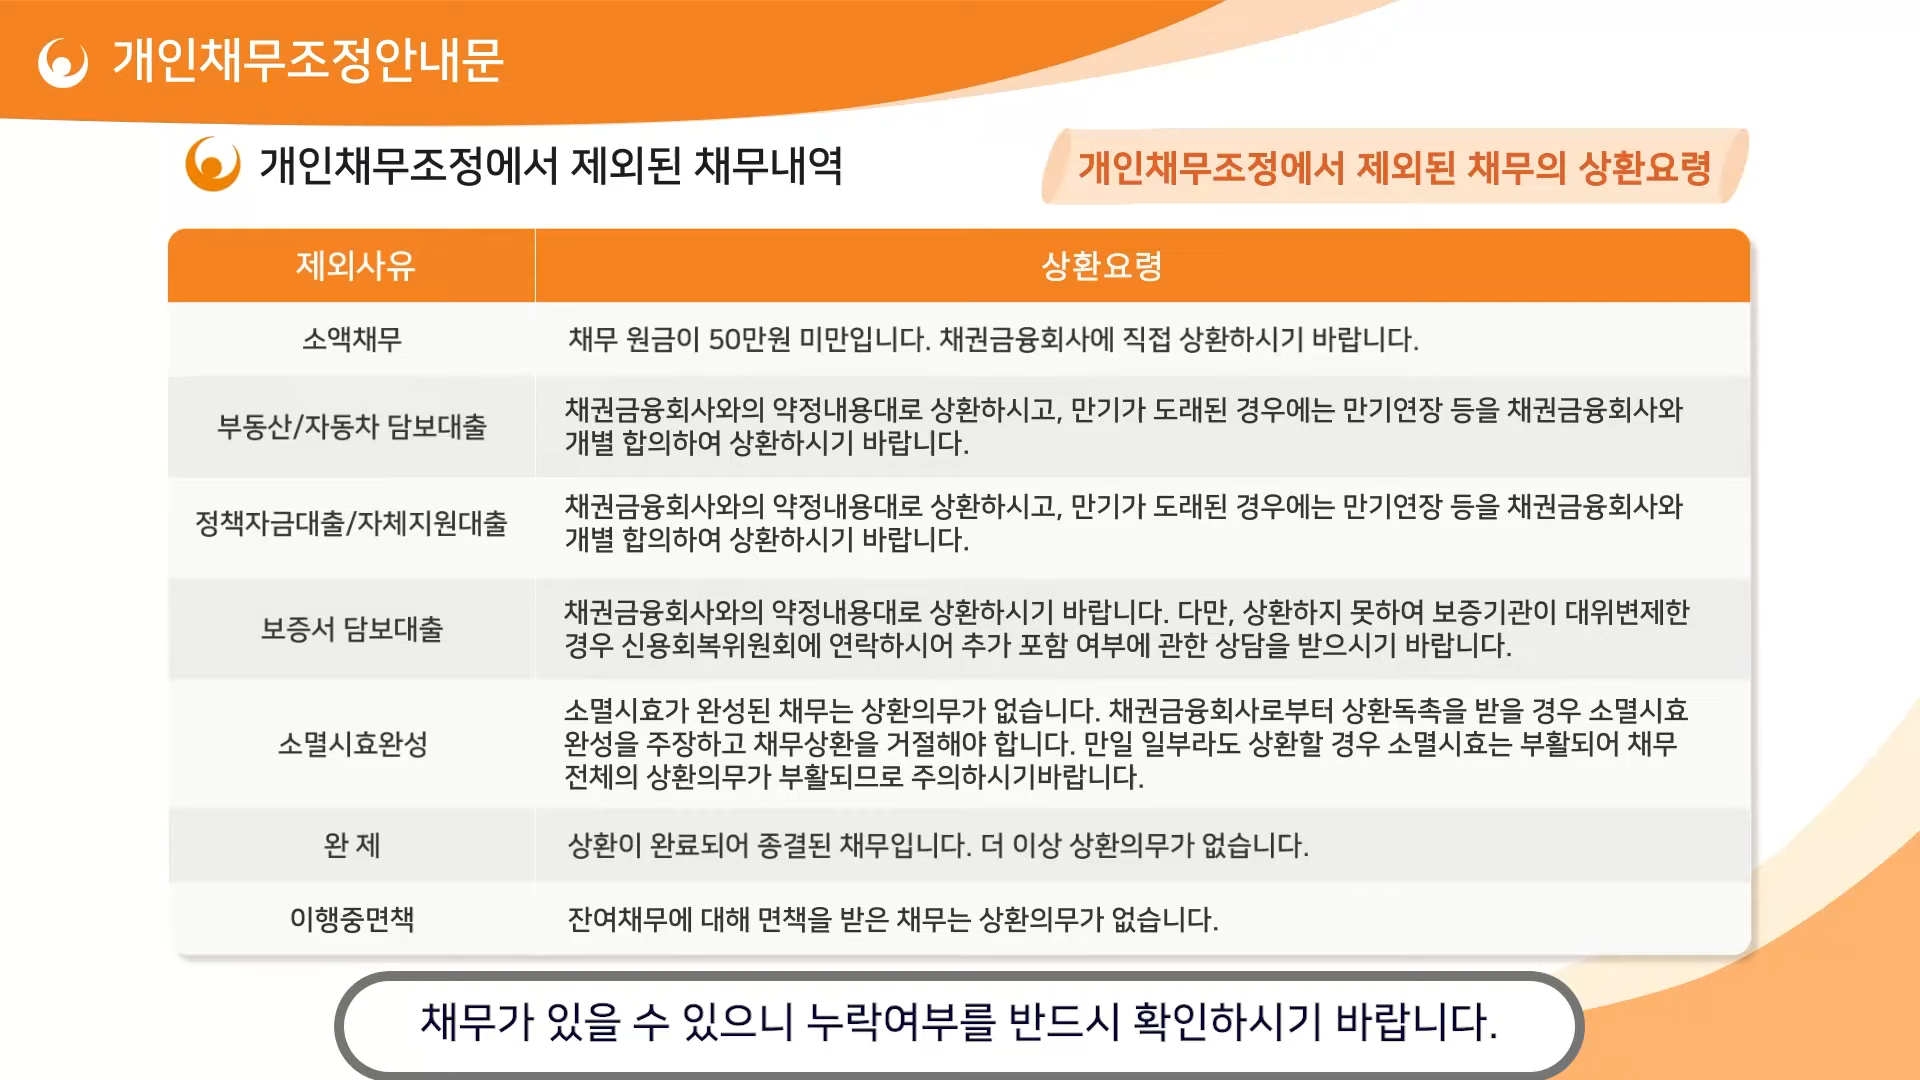 개인채무조정안내문
개인채무조정에서 제외된 채무내역
개인채무조정에서 제외된 채무의 상환요령
제외사유
상환요령
소액채무
채무 원금이 50만원 미만입니다. 채권금융회사에 직접 상환하시기 바랍니다.
부동산/자동차 담보대출
채권금융회사와의 약정내용대로 상환하시고, 만기가 도래된 경우에는 만기연장 등을 채권금융회사와
개별 합의하여 상환하시기 바랍니다.
정책자금대출/자체지원대출
채권금융회사와의 약정내용대로 상환하시고, 만기가 도래된 경우에는 만기연장 등을 채권금융회사와
개별 합의하여 상환하시기 바랍니다.
보증서 담보대출
채권금융회사와의 약정내용대로 상환하시기 바랍니다. 다만, 상환하지 못하여 보증기관이 대위변제한
경우 신용회복위원회에 연락하시어 추가 포함 여부에 관한 상담을 받으시기 바랍니다.
소멸시효완성
소멸시효가 완성된 채무는 상환의무가 없습니다. 채권금융회사로부터 상환독촉을 받을 경우 소멸시효
완성을 주장하고 채무상환을 거절해야 합니다. 만일 일부라도 상환할 경우 소멸시효는 부활되어 채무
전체의 상환의무가 부활되므로 주의하시기바랍니다.
완 제
상환이 완료되어 종결된 채무입니다. 더 이상 상환의무가 없습니다.
이행중면책
잔여채무에 대해 면책을 받은 채무는 상환의무가 없습니다.
채무가 있을 수 있으니 누락여부를 반드시 확인하시기 바랍니다.